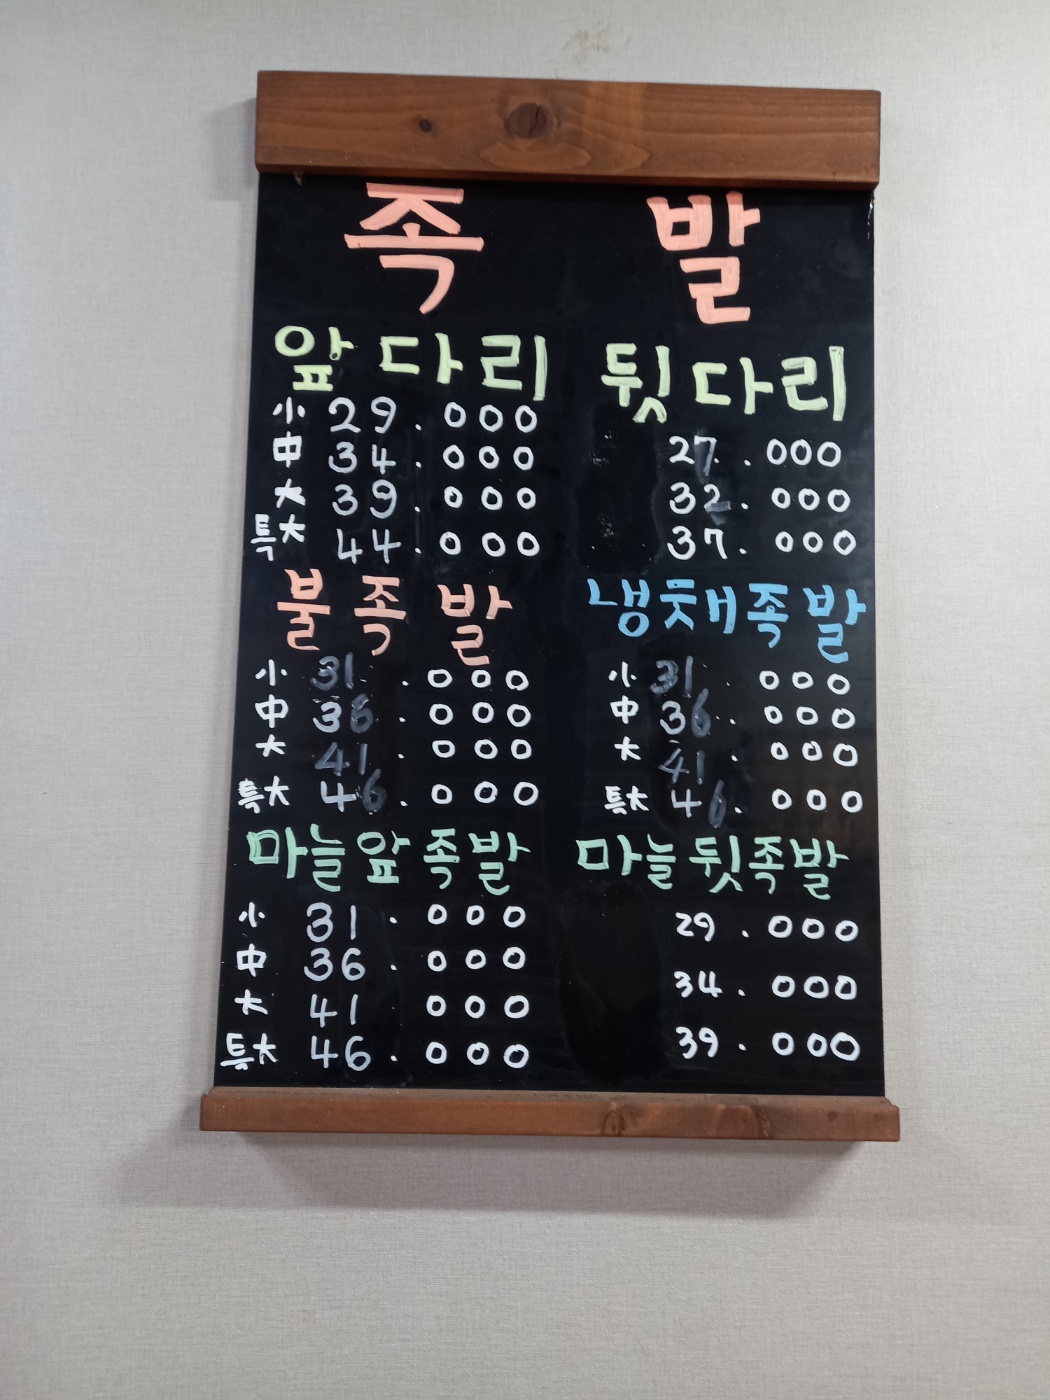 족 발
앞다리 뒷다리
小 29.000
中 34.000 27.000
大 39.000 32.000
특大 44.000 37.000
불족발 냉채족발
小 31.000 小 31.000
中 36.000 中 36.000
大 41.000 大 41.000
특大 46.000 특大 46.000
마늘앞족발 마늘뒷족발
小 31.000 29.000
中 36.000 34.000
大 41.000 39.000
특大 46.000